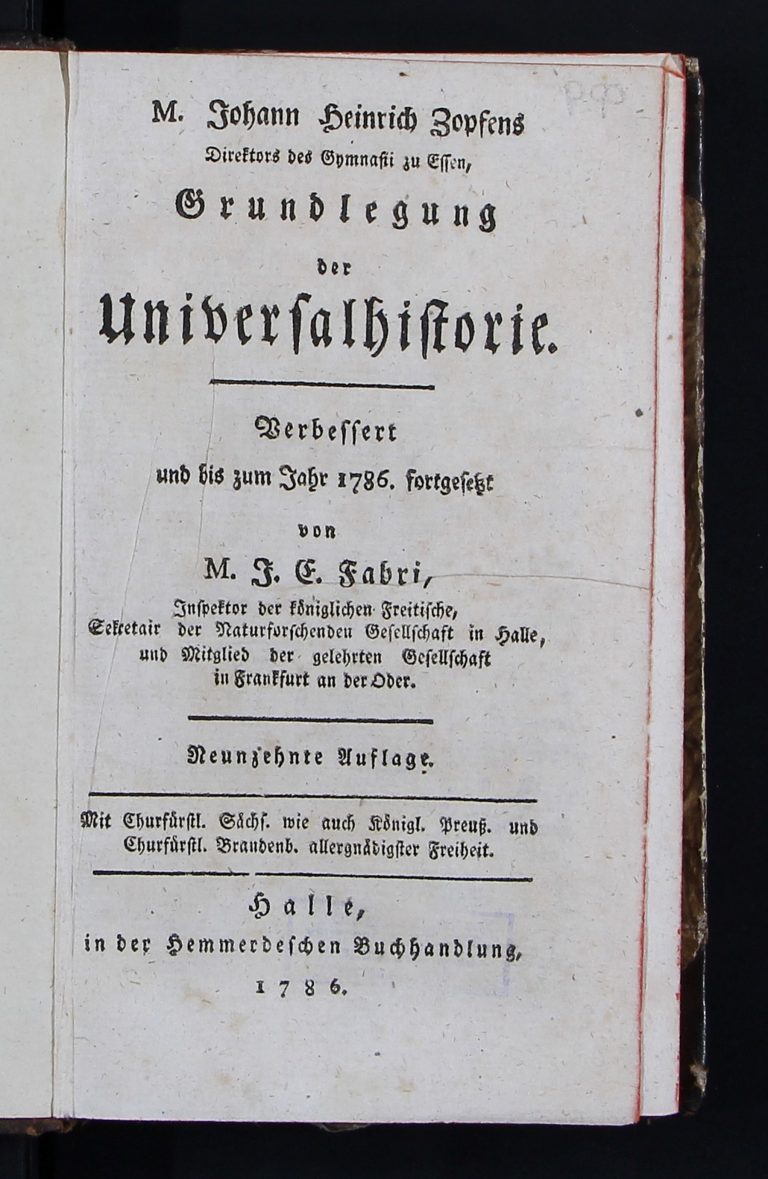 M. Johann Heinrich Zopfens
Direktors des Gymnasii zu Essen,
Grundlegung
der
Universalhistorie.
Verbessert
und bis zum Jahr 1786. fortgesetzt
von
M. J. E. Fabri,
Inspektor der königlichen Freitische,
Sekretair der Naturforschenden Gesellschaft in Halle,
und Mitglied der gelehrten Gesellschaft
in Frankfurt an der Oder.
Neunzehnte Auflage.
Mit Churfürstl. Sächs. wie auch Königl. Preuß. und
Churfürstl. Brandenb. allergnädigster Freiheit.
Halle,
in der Hemmerdeschen Buchhandlung,
1786.